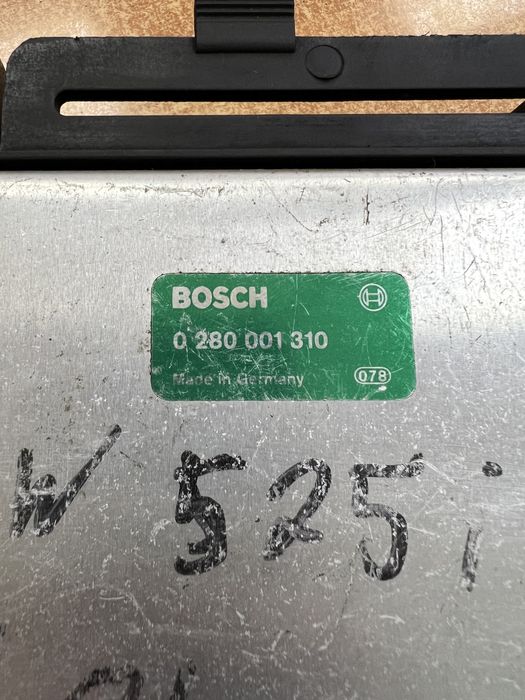 BOSCH
0 280 001 310
Made in Germany 078
W 525i